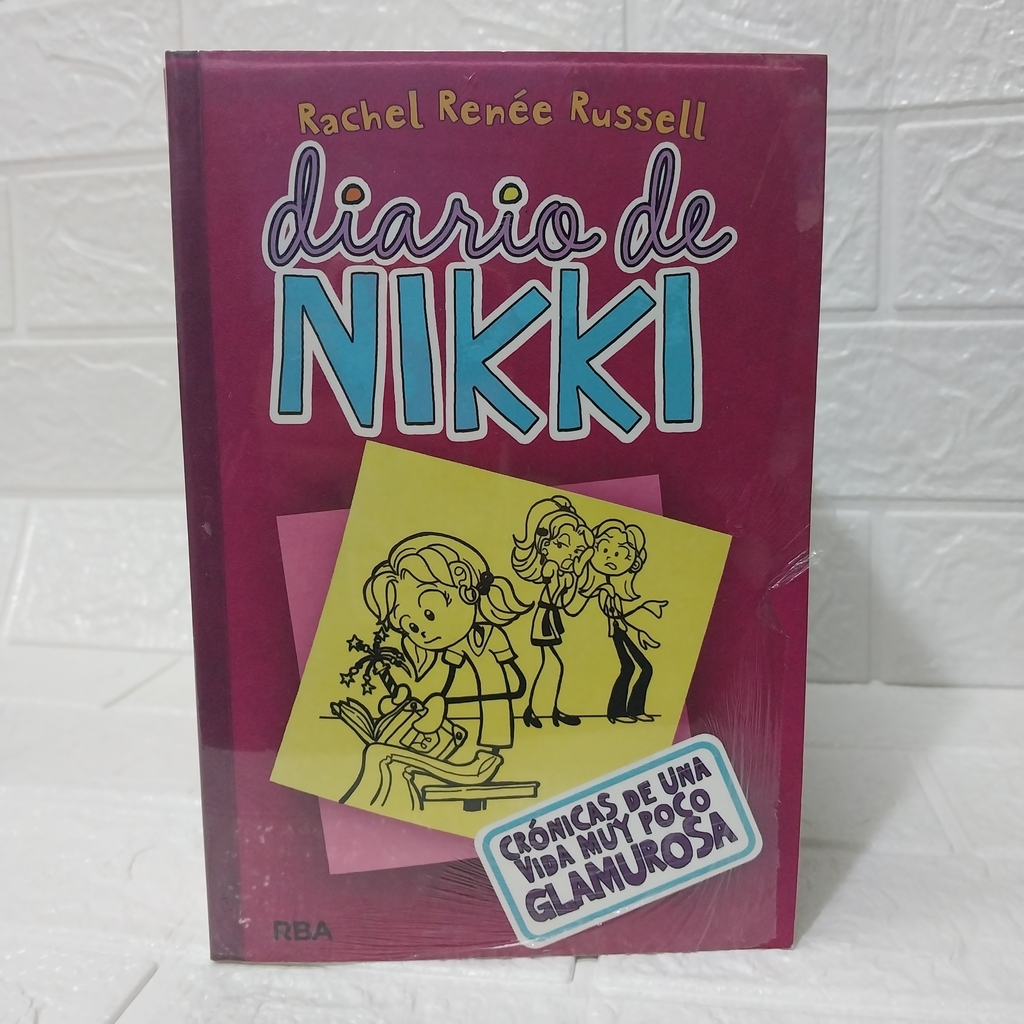 Rachel Renée Russell
diario de
NIKKI
CRÓNICAS DE UNA
VIDA MUY POCO
GLAMUROSA
RBA